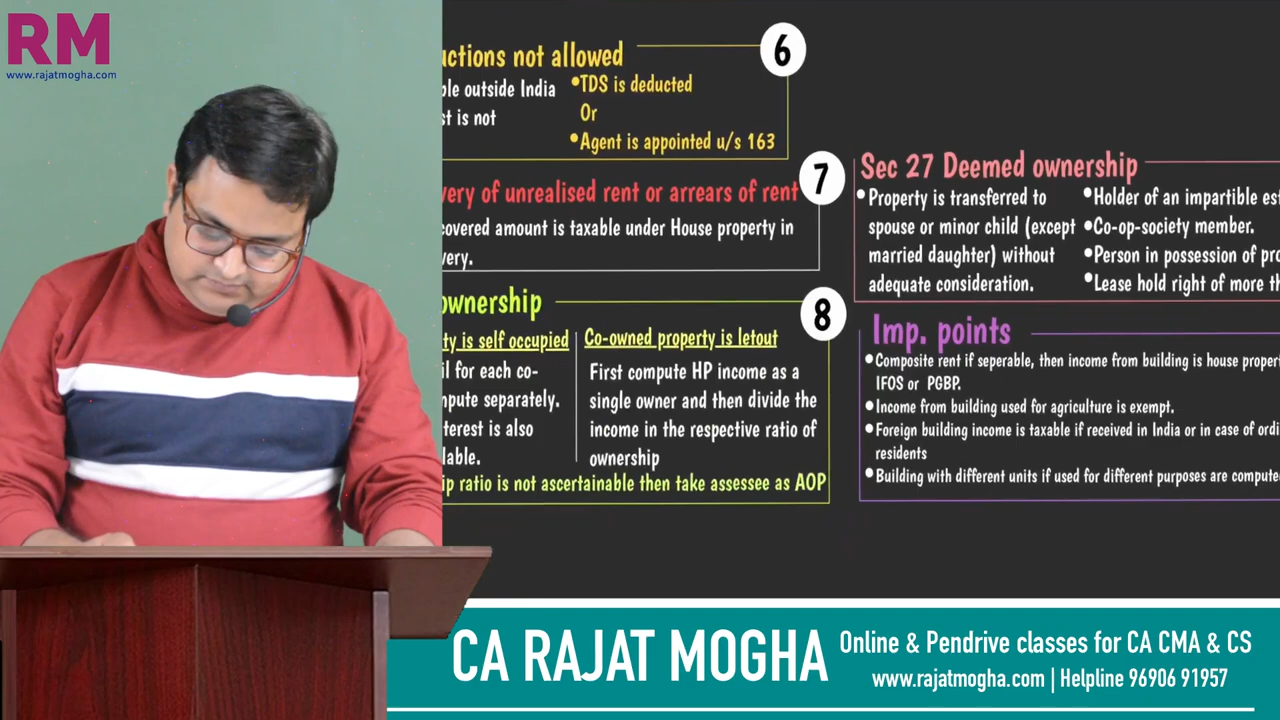 RM
www.rajatmogha.com
uctions not allowed
6
ble outside India
st is not
•TDS is deducted
Or
•Agent is appointed u/s 163
very of unrealised rent or arrears of rent
7
covered amount is taxable under House property in
very.
ownership
8
ty is self occupied
il for each co-
mpute separately.
terest is also
lable.
Co-owned property is letout
First compute HP income as a
single owner and then divide the
income in the respective ratio of
ownership
ip ratio is not ascertainable then take assessee as AOP
Sec 27 Deemed ownership
•Property is transferred to
spouse or minor child (except
married daughter) without
adequate consideration.
•Holder of an impartible est
•Co-op-society member.
•Person in possession of pro
•Lease hold right of more th
Imp. points
•Composite rent if seperable, then income from building is house propert
IFOS or PGBP.
•Income from building used for agriculture is exempt.
•Foreign building income is taxable if received in India or in case of ordi
residents
•Building with different units if used for different purposes are compute
CA RAJAT MOGHA
Online & Pendrive classes for CA CMA & CS
www.rajatmogha.com | Helpline 96906 91957